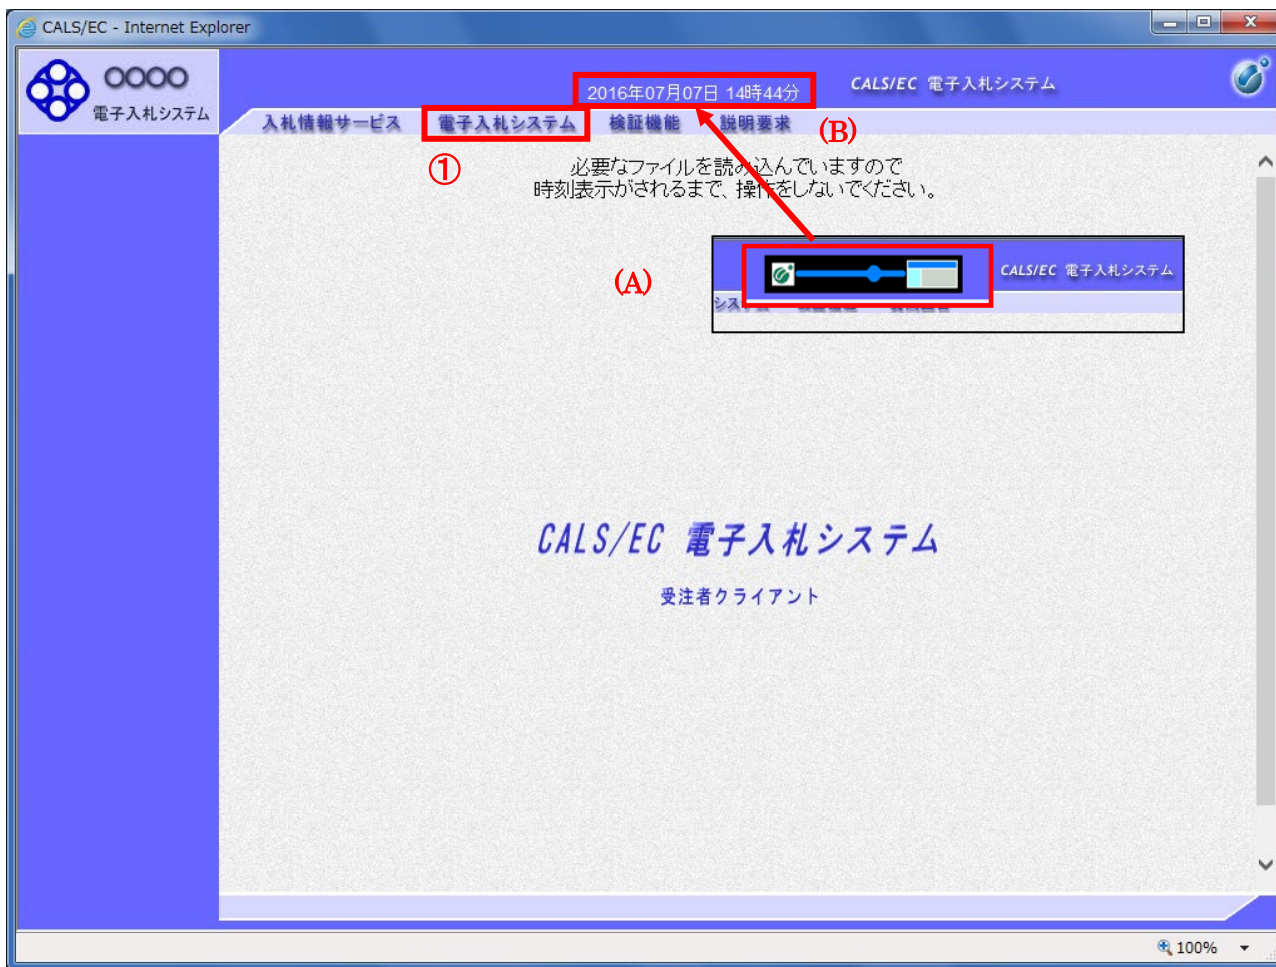 CALS/EC - Internet Explorer
○○○○
電子入札システム
2016年07月07日 14時44分
CALS/EC 電子入札システム
入札情報サービス 電子入札システム 検証機能 説明要求
(B)
①
必要なファイルを読み込んでいますので
時刻表示がされるまで、操作をしないでください。
(A)
CALS/EC 電子入札システム
CALS/EC 電子入札システム
受注者クライアント
100%